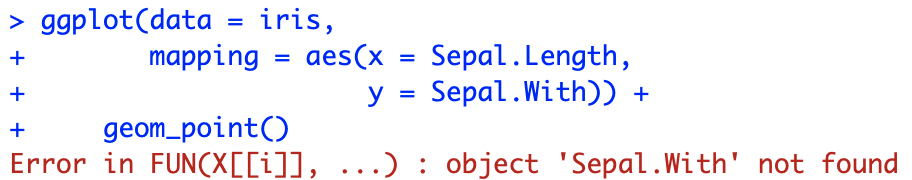 > ggplot(data = iris,
+        mapping = aes(x = Sepal.Length,
+                      y = Sepal.With)) +
+     geom_point()
Error in FUN(X[[i]], ...) : object 'Sepal.With' not found